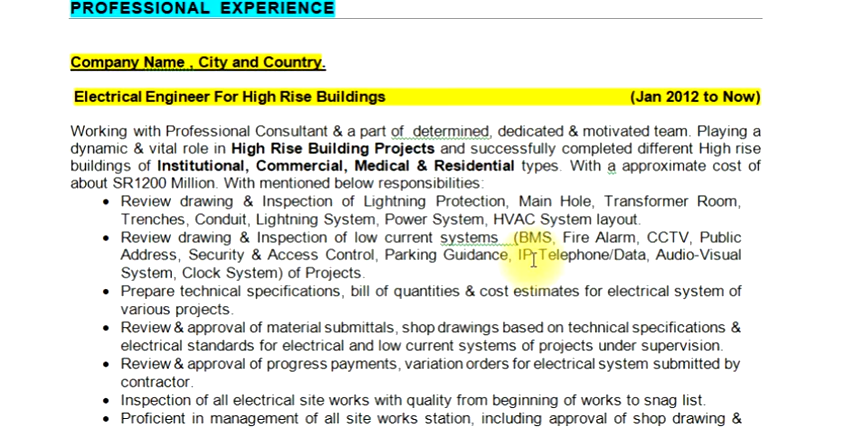 PROFESSIONAL EXPERIENCE
Company Name , City and Country.
Electrical Engineer For High Rise Buildings (Jan 2012 to Now)
Working with Professional Consultant & a part of determined, dedicated & motivated team. Playing a
dynamic & vital role in High Rise Building Projects and successfully completed different High rise
buildings of Institutional, Commercial, Medical & Residential types. With a approximate cost of
about SR1200 Million. With mentioned below responsibilities:
• Review drawing & Inspection of Lightning Protection, Main Hole, Transformer Room,
Trenches, Conduit, Lightning System, Power System, HVAC System layout.
• Review drawing & Inspection of low current systems (BMS, Fire Alarm, CCTV, Public
Address, Security & Access Control, Parking Guidance, IP Telephone/Data, Audio-Visual
System, Clock System) of Projects.
• Prepare technical specifications, bill of quantities & cost estimates for electrical system of
various projects.
• Review & approval of material submittals, shop drawings based on technical specifications &
electrical standards for electrical and low current systems of projects under supervision.
• Review & approval of progress payments, variation orders for electrical system submitted by
contractor.
• Inspection of all electrical site works with quality from beginning of works to snag list.
• Proficient in management of all site works station, including approval of shop drawing &